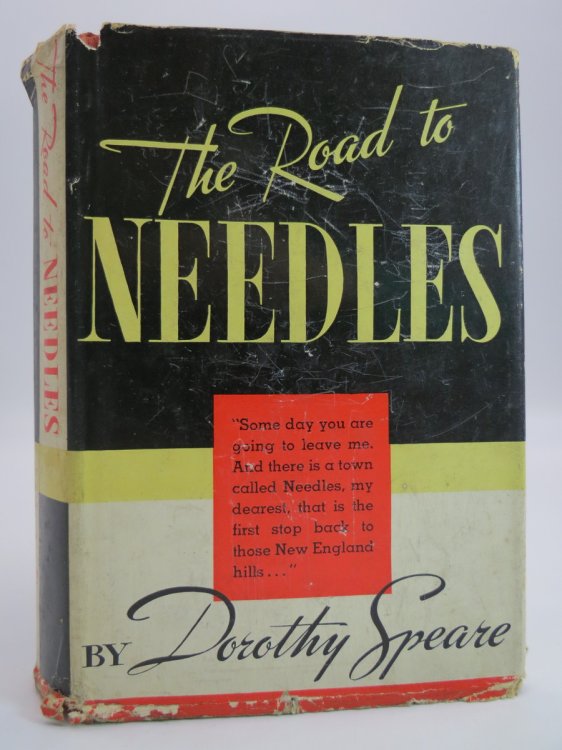 The Road to NEEDLES
The Road to
NEEDLES
"Some day you are
going to leave me.
And there is a town
called Needles, my
dearest, that is the
first stop back to
those New England
hills..."
BY Dorothy Speare